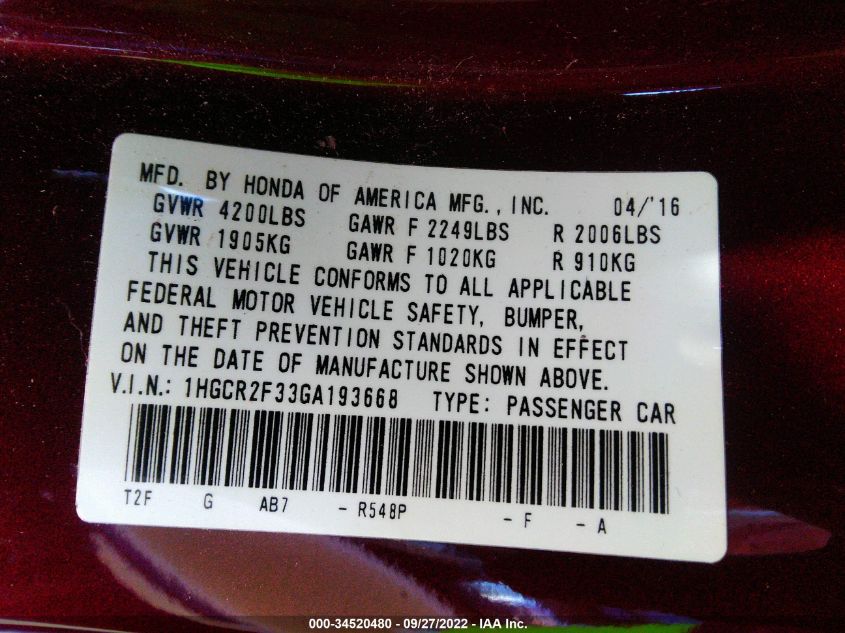 MFD. BY HONDA OF AMERICA MFG., INC. 04/'16
GVWR 4200LBS GAWR F 2249LBS R 2006LBS
GVWR 1905KG GAWR F 1020KG R 910KG
THIS VEHICLE CONFORMS TO ALL APPLICABLE
FEDERAL MOTOR VEHICLE SAFETY, BUMPER,
AND THEFT PREVENTION STANDARDS IN EFFECT
ON THE DATE OF MANUFACTURE SHOWN ABOVE.
V.I.N.: 1HGCR2F33GA193668 TYPE: PASSENGER CAR
T2F G AB7 - R548P - F - A
000-34520480 - 09/27/2022 - IAA Inc.